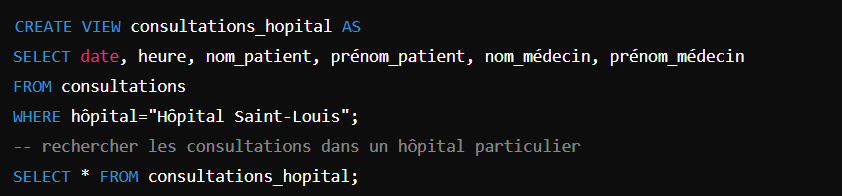 CREATE VIEW consultations_hopital AS
SELECT date, heure, nom_patient, prénom_patient, nom_médecin, prénom_médecin
FROM consultations
WHERE hôpital="Hôpital Saint-Louis";
-- rechercher les consultations dans un hôpital particulier
SELECT * FROM consultations_hopital;